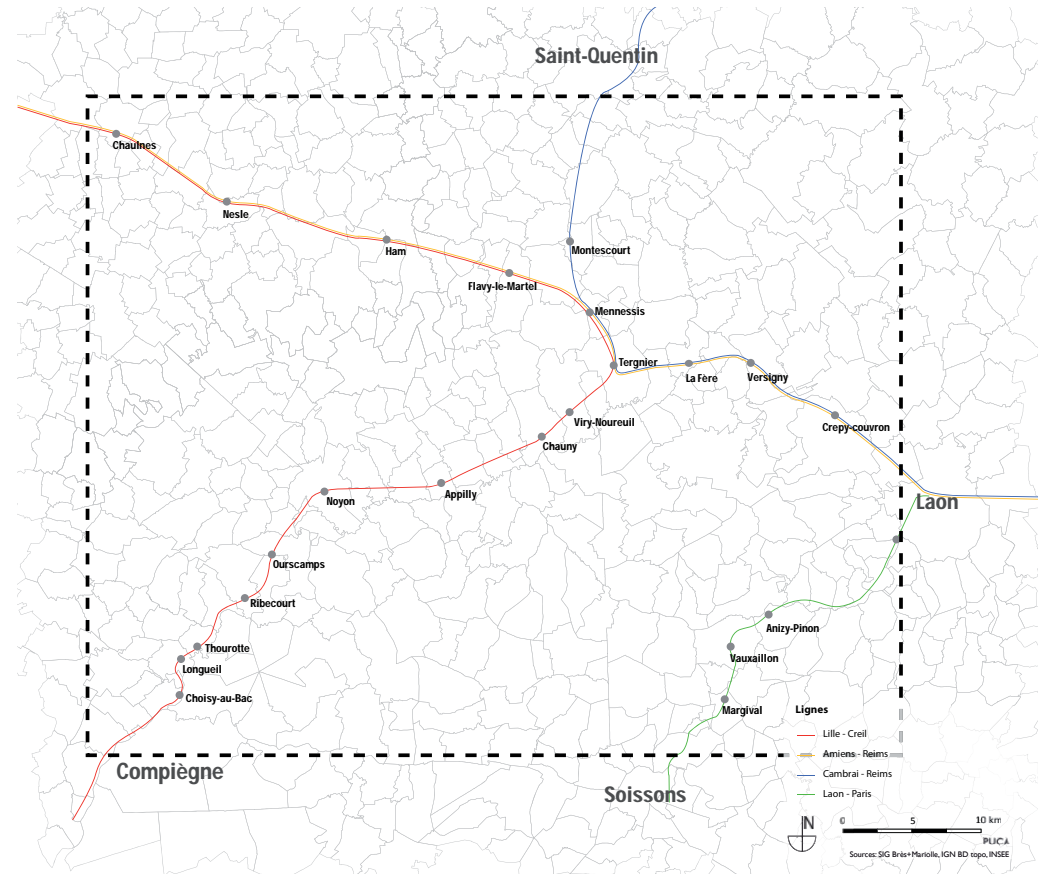 Saint-Quentin
Chaulnes
Nesle
Ham
Montescourt
Flavy-le-Martel
Mennessis
Tergnier
La Fère
Versigny
Viry-Noureuil
Crepy-couvron
Chauny
Appilly
Noyon
Laon
Ourscamps
Ribecourt
Anizy-Pinon
Thourotte
Vauxaillon
Longueil
Choisy-au-Bac
Margival
Lignes
Lille - Creil
Amiens - Reims
Cambrai - Reims
Laon - Paris
Compiègne
Soissons
N
0 5 10 km
PUCA
Sources: SIG Brès+Mariolle, IGN BD topo, INSEE